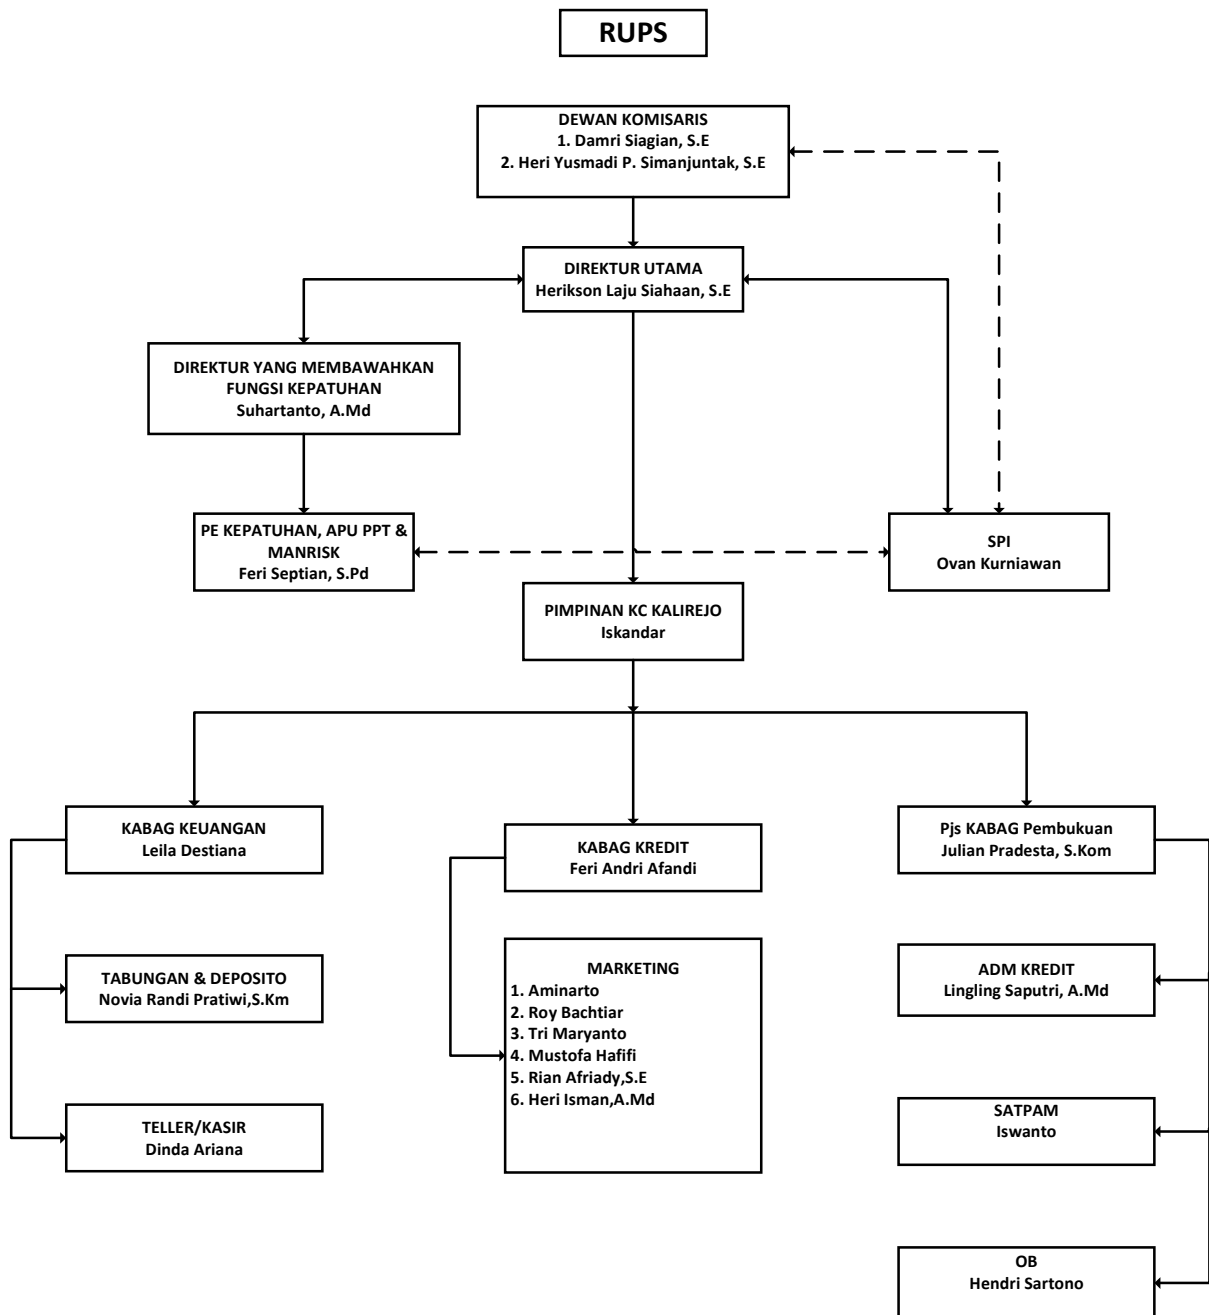 RUPS
DEWAN KOMISARIS
1. Damri Siagian, S.E
2. Heri Yusmadi P. Simanjuntak, S.E
DIREKTUR UTAMA
Herikson Laju Siahaan, S.E
DIREKTUR YANG MEMBAWAHKAN
FUNGSI KEPATUHAN
Suhartanto, A.Md
PE KEPATUHAN, APU PPT &
MANRISK
Feri Septian, S.Pd
SPI
Ovan Kurniawan
PIMPINAN KC KALIREJO
Iskandar
KABAG KEUANGAN
Leila Destiana
KABAG KREDIT
Feri Andri Afandi
Pjs KABAG Pembukuan
Julian Pradesta, S.Kom
TABUNGAN & DEPOSITO
Novia Randi Pratiwi,S.Km
MARKETING
1. Aminarto
2. Roy Bachtiar
3. Tri Maryanto
4. Mustofa Hafifi
5. Rian Afriady,S.E
6. Heri Isman,A.Md
ADM KREDIT
Lingling Saputri, A.Md
TELLER/KASIR
Dinda Ariana
SATPAM
Iswanto
OB
Hendri Sartono